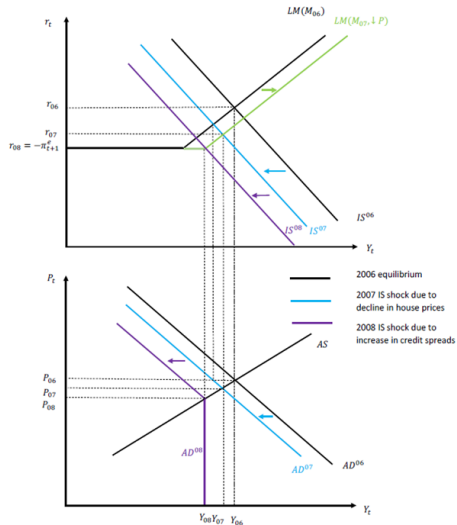 r_t
LM(M_06)
LM(M_07, ↓ P)
r_06
r_07
r_08 = −π^e_{t+1}
IS^06
IS^08
IS^07
Y_t
P_t
2006 equilibrium
2007 IS shock due to
decline in house prices
2008 IS shock due to
increase in credit spreads
AS
P_06
P_07
P_08
AD^08
AD^07
AD^06
Y_08 Y_07 Y_06
Y_t